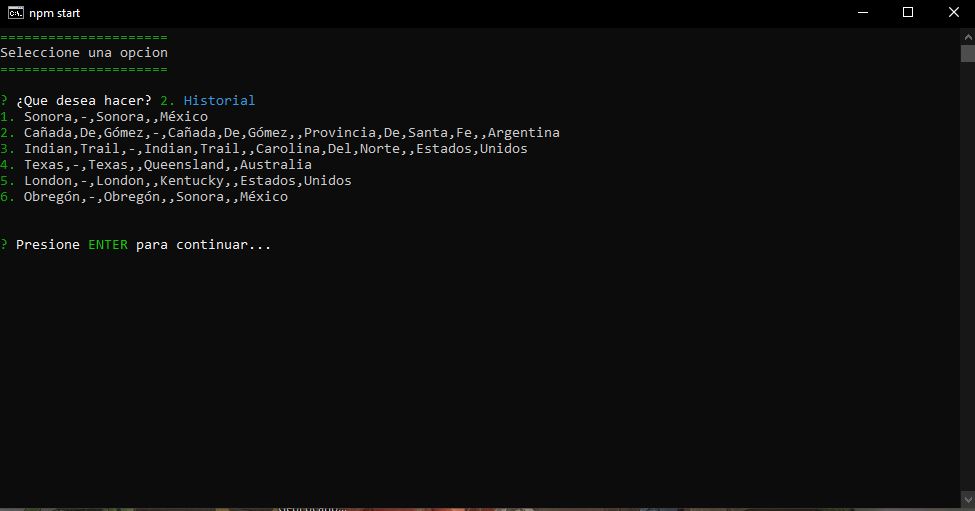 npm start
=====================
Seleccione una opcion
=====================
? ¿Que desea hacer? 2. Historial
1. Sonora,-,Sonora,,México
2. Cañada,De,Gómez,-,Cañada,De,Gómez,,Provincia,De,Santa,Fe,,Argentina
3. Indian,Trail,-,Indian,Trail,,Carolina,Del,Norte,,Estados,Unidos
4. Texas,-,Texas,,Queensland,,Australia
5. London,-,London,,Kentucky,,Estados,Unidos
6. Obregón,-,Obregón,,Sonora,,México
? Presione ENTER para continuar...